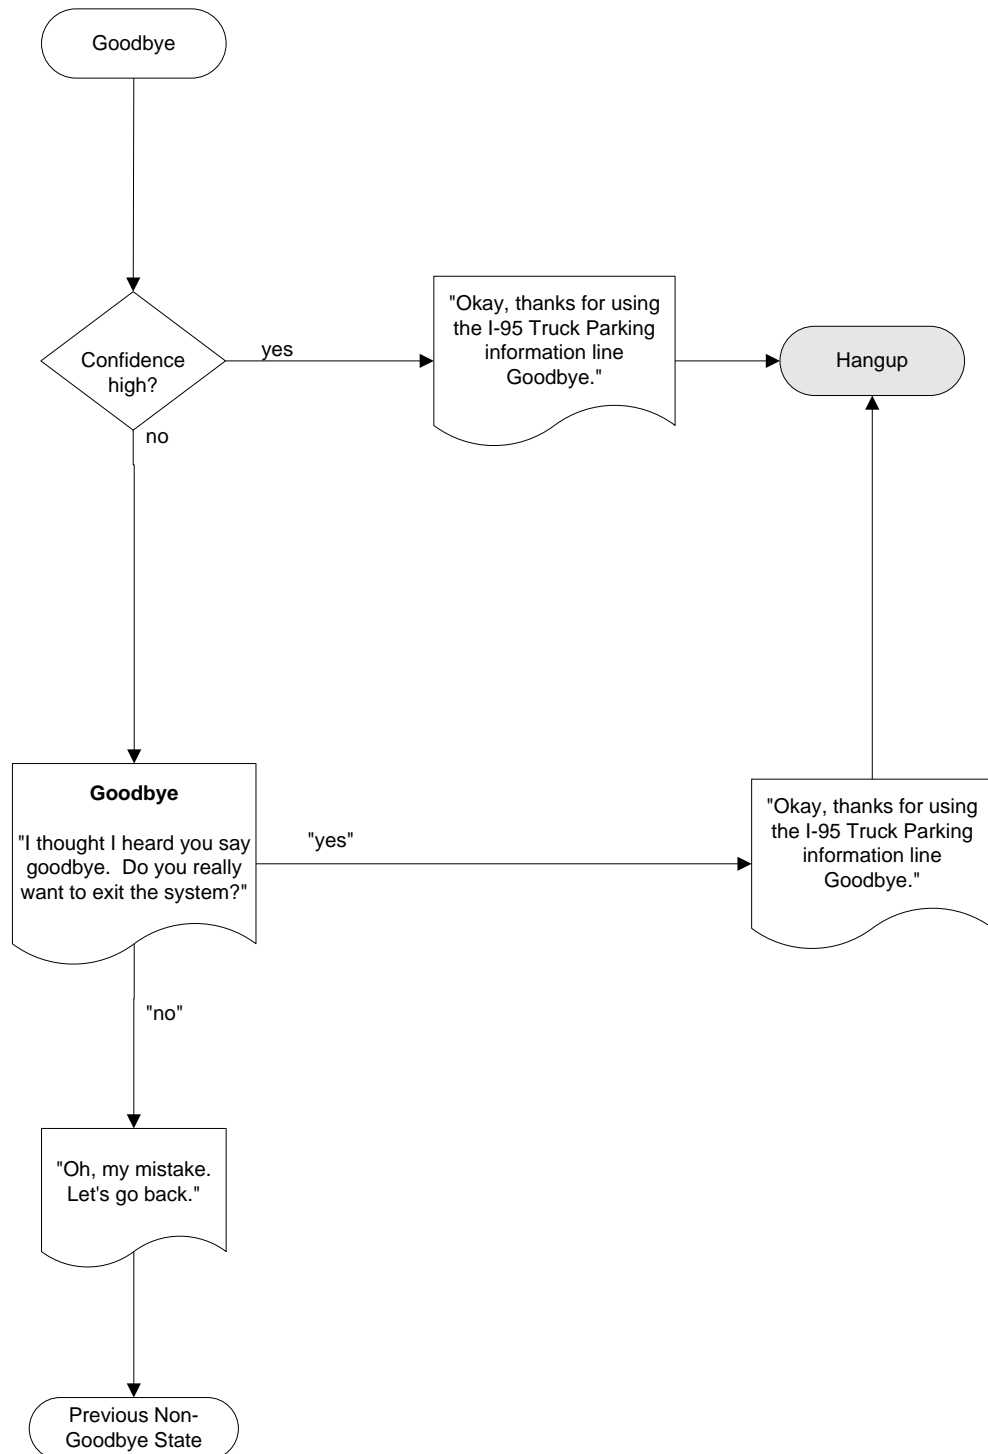 Goodbye
Confidence
high?
yes
"Okay, thanks for using
the I-95 Truck Parking
information line
Goodbye."
Hangup
no
Goodbye
"I thought I heard you say
goodbye.  Do you really
want to exit the system?"
"yes"
"Okay, thanks for using
the I-95 Truck Parking
information line
Goodbye."
"no"
"Oh, my mistake.
Let's go back."
Previous Non-
Goodbye State